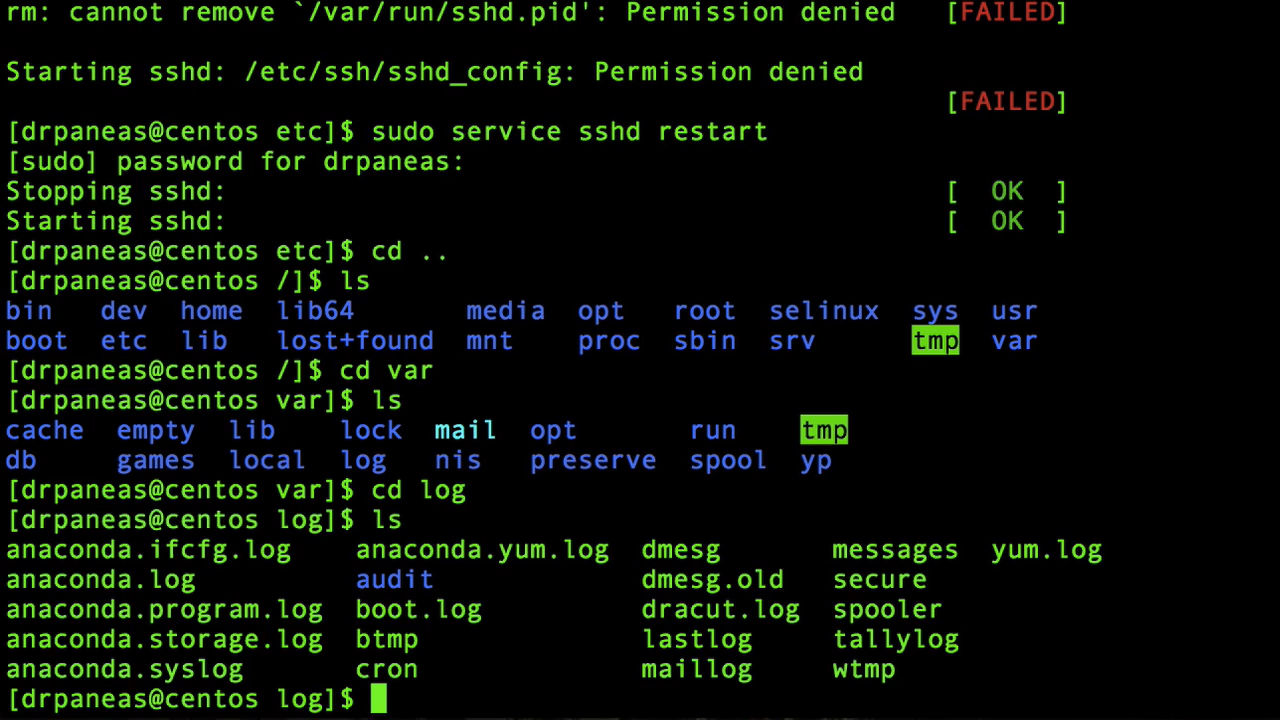 rm: cannot remove `/var/run/sshd.pid': Permission denied [FAILED]
Starting sshd: /etc/ssh/sshd_config: Permission denied
[FAILED]
[drpaneas@centos etc]$ sudo service sshd restart
[sudo] password for drpaneas:
Stopping sshd: [ OK ]
Starting sshd: [ OK ]
[drpaneas@centos etc]$ cd ..
[drpaneas@centos /]$ ls
bin dev home lib64 media opt root selinux sys usr
boot etc lib lost+found mnt proc sbin srv tmp var
[drpaneas@centos /]$ cd var
[drpaneas@centos var]$ ls
cache empty lib lock mail opt run tmp
db games local log nis preserve spool yp
[drpaneas@centos var]$ cd log
[drpaneas@centos log]$ ls
anaconda.ifcfg.log anaconda.yum.log dmesg messages yum.log
anaconda.log audit dmesg.old secure
anaconda.program.log boot.log dracut.log spooler
anaconda.storage.log btmp lastlog tallylog
anaconda.syslog cron maillog wtmp
[drpaneas@centos log]$